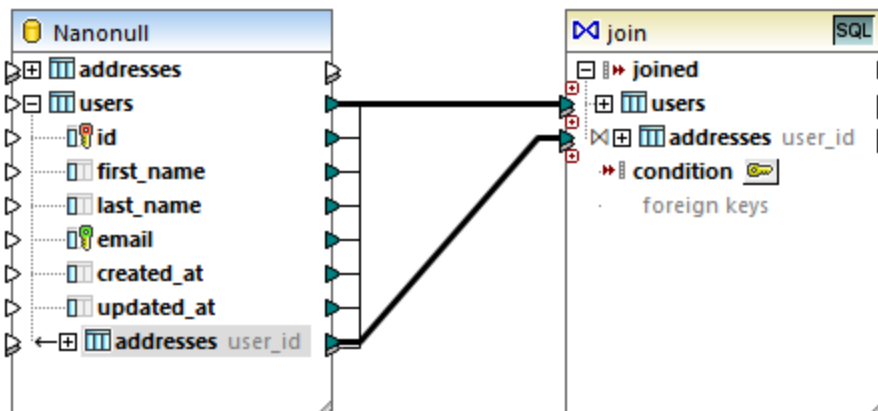 Nanonull
addresses
users
id
first_name
last_name
email
created_at
updated_at
addresses user_id
join SQL
joined
users
addresses user_id
condition
foreign keys